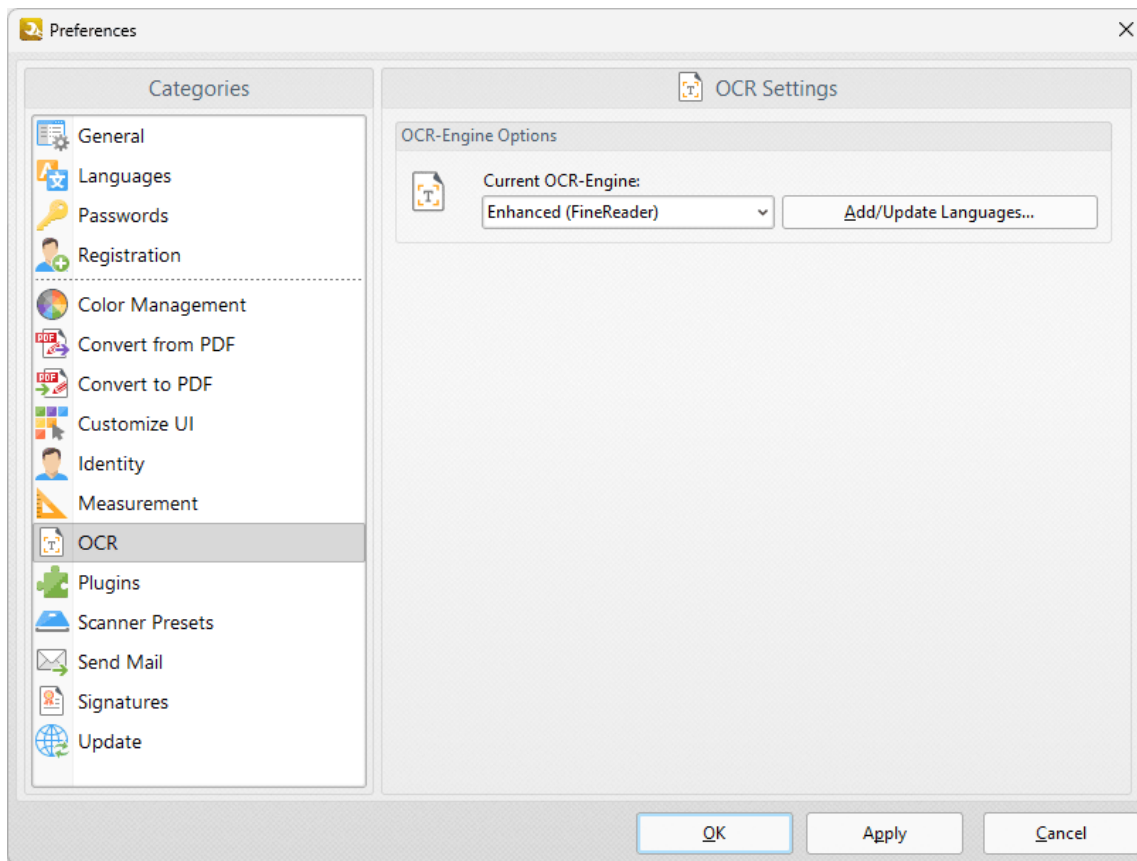 Preferences
Categories
General
Languages
Passwords
Registration
Color Management
Convert from PDF
Convert to PDF
Customize UI
Identity
Measurement
OCR
Plugins
Scanner Presets
Send Mail
Signatures
Update
OCR Settings
OCR-Engine Options
Current OCR-Engine:
Enhanced (FineReader)
Add/Update Languages...
OK
Apply
Cancel